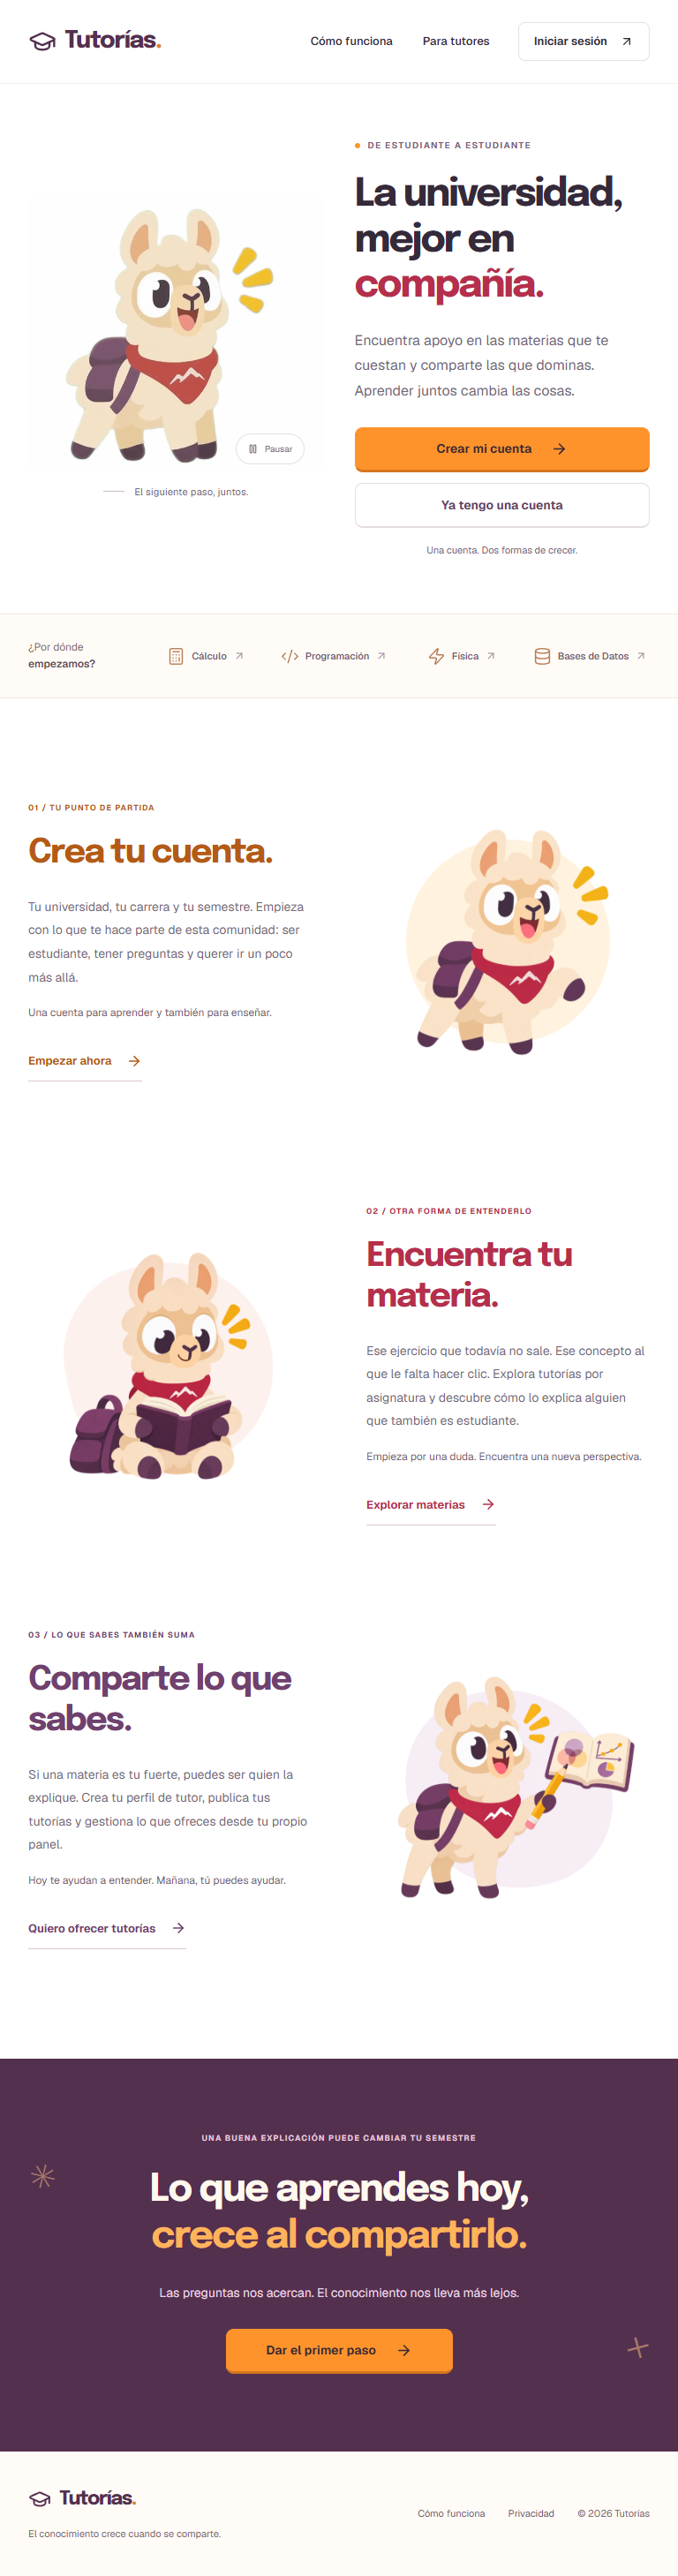 Tutorías.
Cómo funciona
Para tutores
Iniciar sesión
DE ESTUDIANTE A ESTUDIANTE
La universidad,
mejor en
compañía.
Encuentra apoyo en las materias que te
cuestan y comparte las que dominas.
Aprender juntos cambia las cosas.
Pausar
El siguiente paso, juntos.
Crear mi cuenta
Ya tengo una cuenta
Una cuenta. Dos formas de crecer.
¿Por dónde
empezamos?
Cálculo
Programación
Física
Bases de Datos
01 / TU PUNTO DE PARTIDA
Crea tu cuenta.
Tu universidad, tu carrera y tu semestre. Empieza
con lo que te hace parte de esta comunidad: ser
estudiante, tener preguntas y querer ir un poco
más allá.
Una cuenta para aprender y también para enseñar.
Empezar ahora
02 / OTRA FORMA DE ENTENDERLO
Encuentra tu
materia.
Ese ejercicio que todavía no sale. Ese concepto al
que le falta hacer clic. Explora tutorías por
asignatura y descubre cómo lo explica alguien
que también es estudiante.
Empieza por una duda. Encuentra una nueva perspectiva.
Explorar materias
03 / LO QUE SABES TAMBIÉN SUMA
Comparte lo que
sabes.
Si una materia es tu fuerte, puedes ser quien la
explique. Crea tu perfil de tutor, publica tus
tutorías y gestiona lo que ofreces desde tu propio
panel.
Hoy te ayudan a entender. Mañana, tú puedes ayudar.
Quiero ofrecer tutorías
UNA BUENA EXPLICACIÓN PUEDE CAMBIAR TU SEMESTRE
Lo que aprendes hoy,
crece al compartirlo.
Las preguntas nos acercan. El conocimiento nos lleva más lejos.
Dar el primer paso
Tutorías.
El conocimiento crece cuando se comparte.
Cómo funciona
Privacidad
© 2026 Tutorías